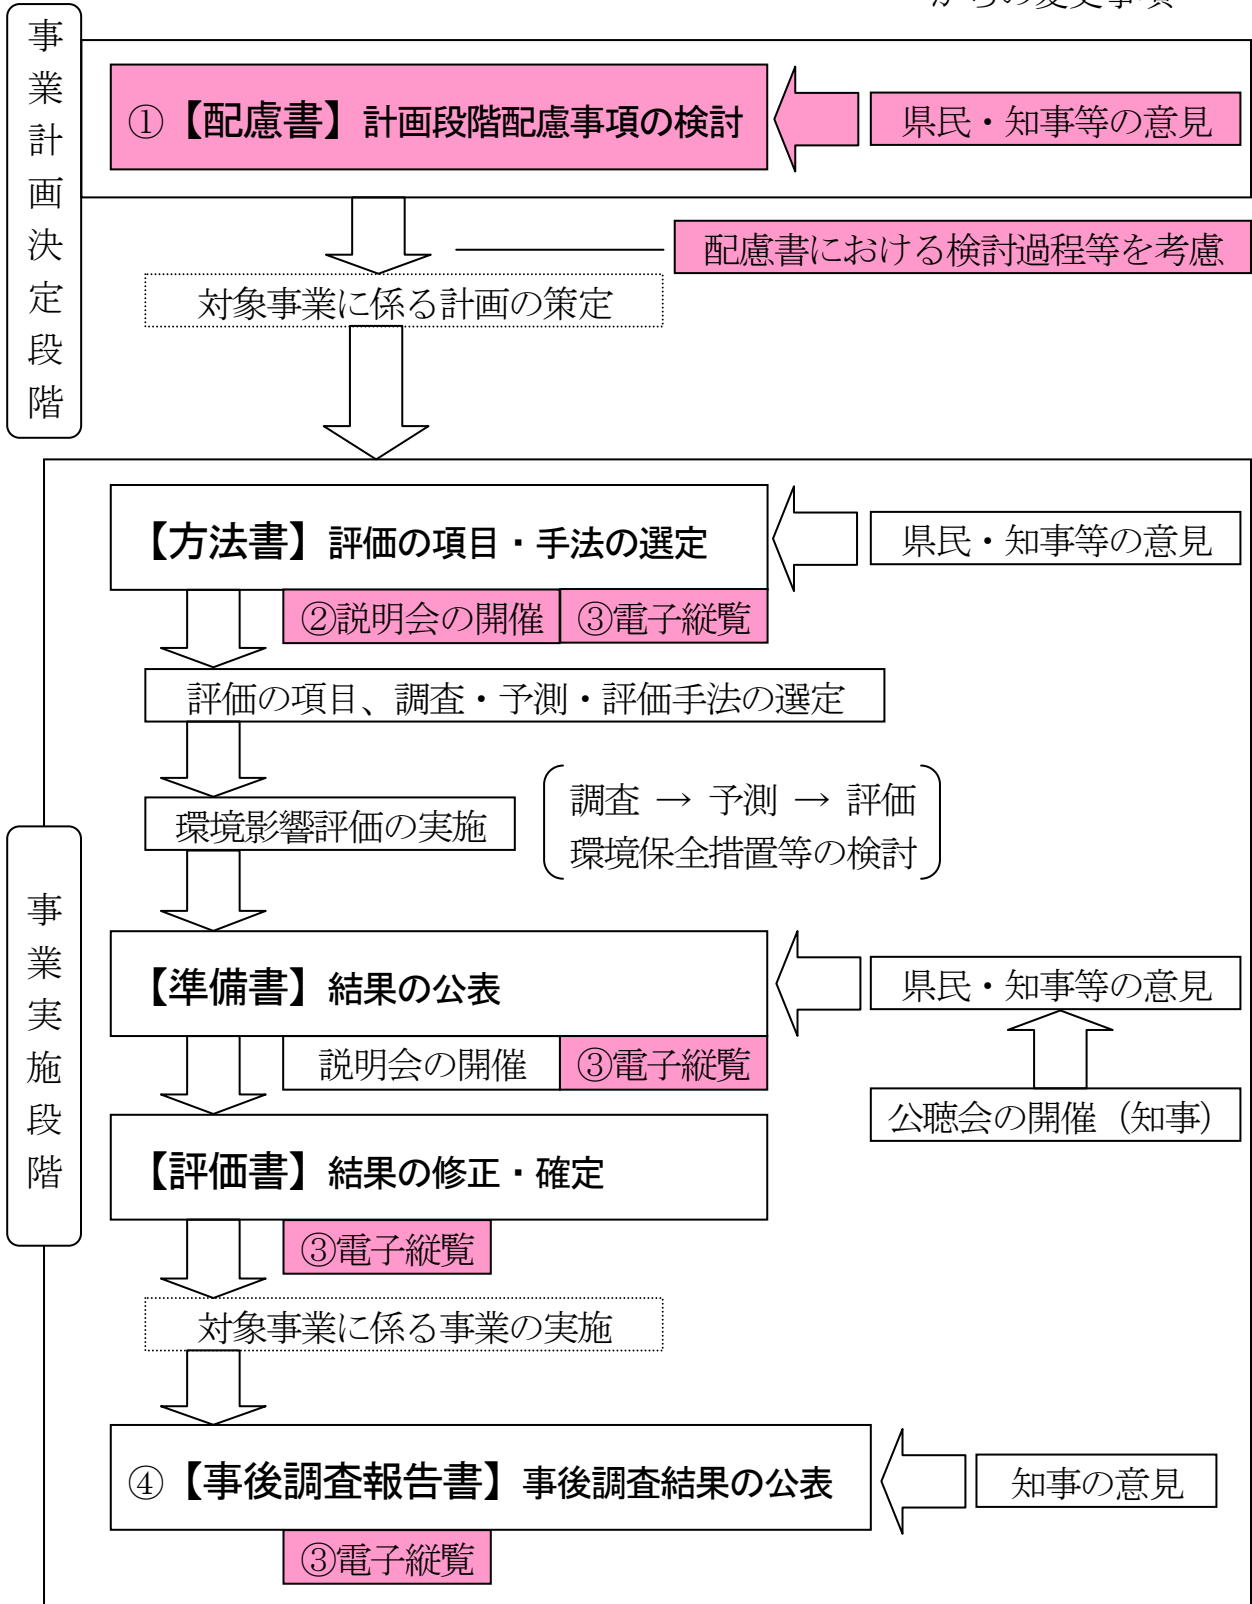 からの変更事項
事業計画決定段階
①【配慮書】計画段階配慮事項の検討
県民・知事等の意見
配慮書における検討過程等を考慮
対象事業に係る計画の策定
【方法書】評価の項目・手法の選定
県民・知事等の意見
②説明会の開催
③電子縦覧
評価の項目、調査・予測・評価手法の選定
調査 → 予測 → 評価
環境保全措置等の検討
環境影響評価の実施
事業実施段階
【準備書】結果の公表
県民・知事等の意見
説明会の開催
③電子縦覧
公聴会の開催（知事）
【評価書】結果の修正・確定
③電子縦覧
対象事業に係る事業の実施
④【事後調査報告書】事後調査結果の公表
知事の意見
③電子縦覧